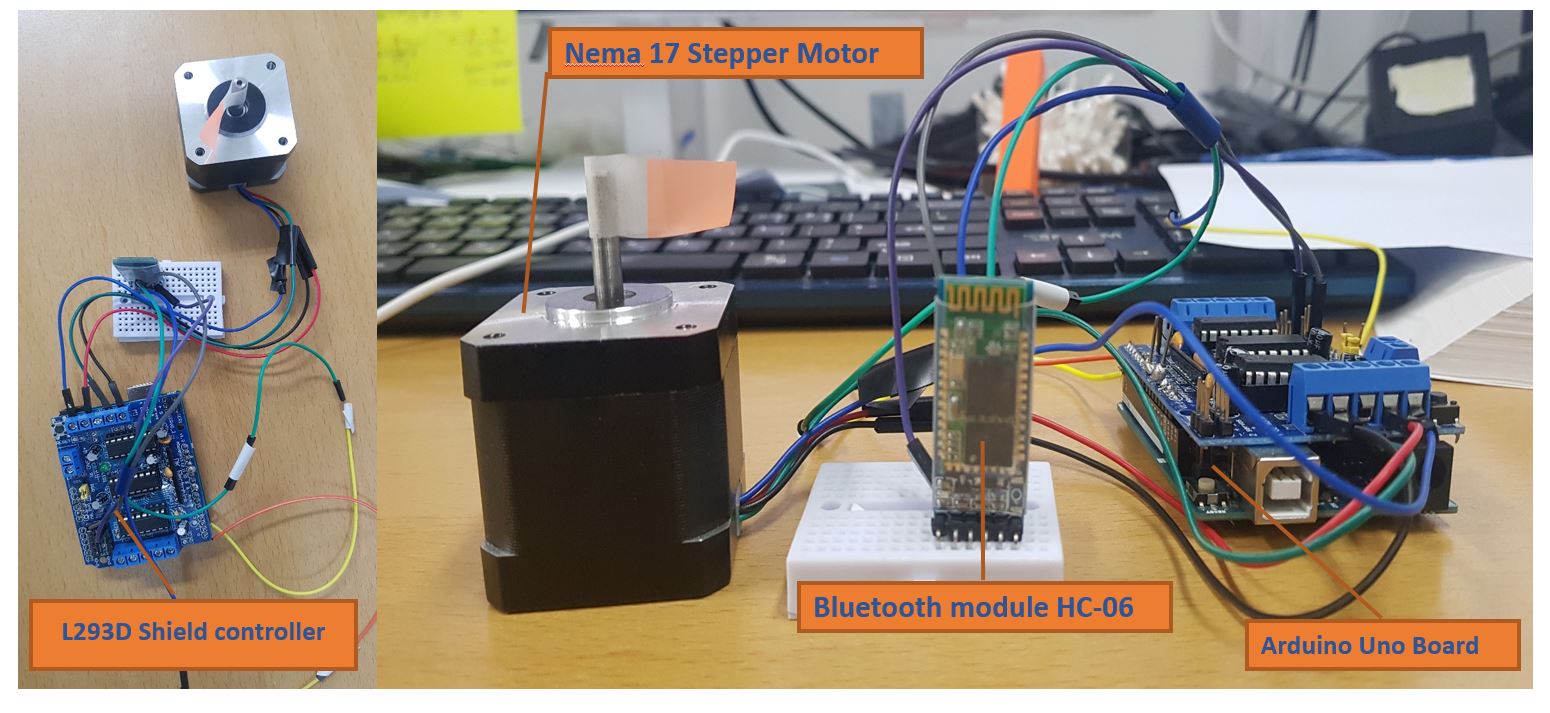 Nema 17 Stepper Motor
L293D Shield controller
Bluetooth module HC-06
Arduino Uno Board